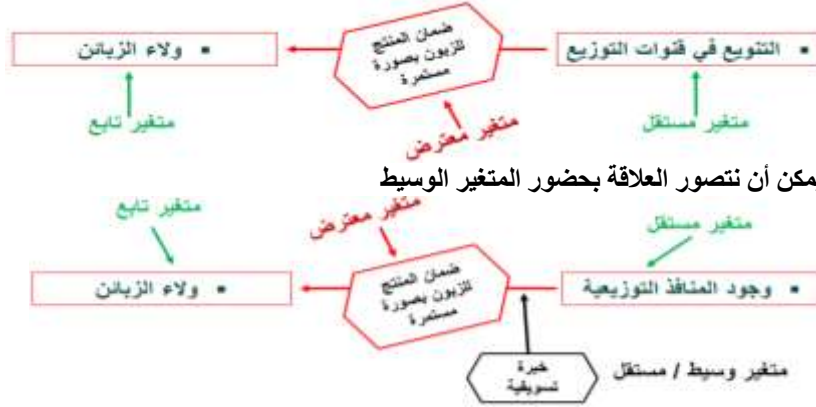 ▪ التنويع في قنوات التوزيع
ضمان المنتج
للزبون بصورة
مستمرة
▪ ولاء الزبائن
متغير مستقل
متغير معترض
متغير تابع
مكن أن نتصور العلاقة بحضور المتغير الوسيط
متغير مستقل
متغير معترض
متغير تابع
▪ وجود المنافذ التوزيعية
ضمان المنتج
للزبون بصورة
مستمرة
▪ ولاء الزبائن
متغير وسيط / مستقل
خبرة
تسويقية